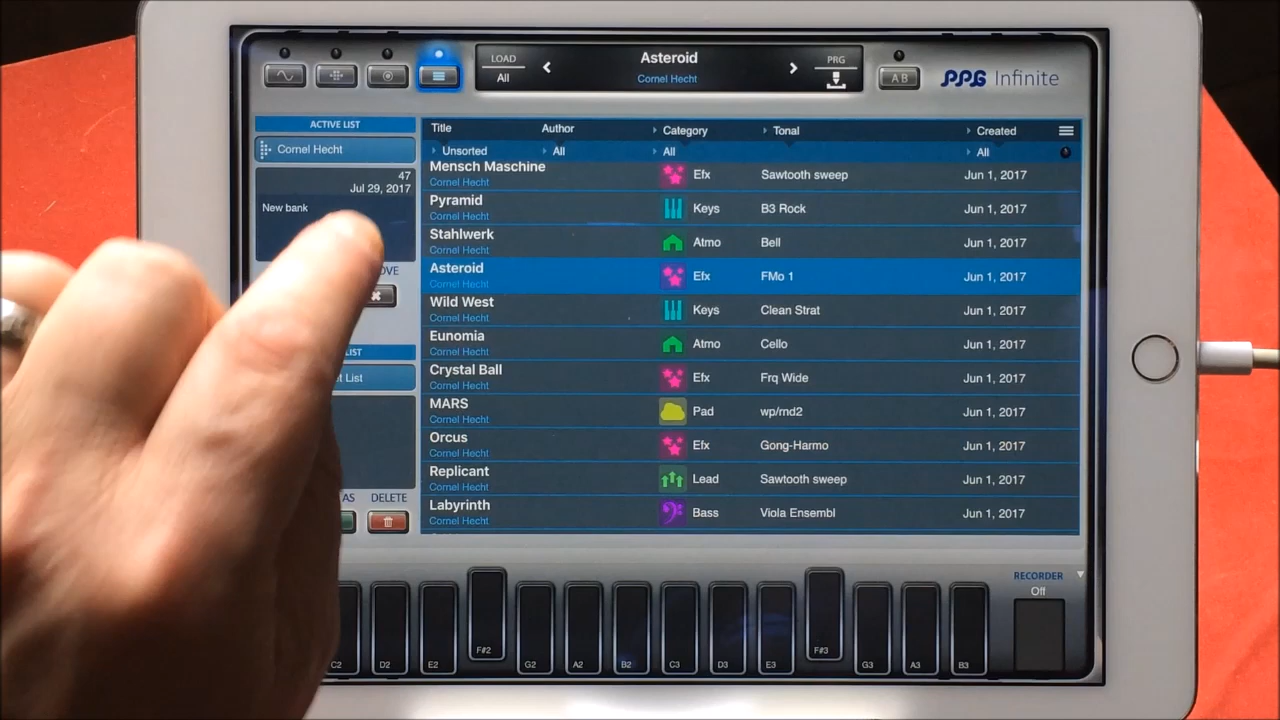 LOAD
All
Asteroid
Cornel Hecht
PRG
A B
PPG Infinite
ACTIVE LIST
Cornel Hecht
47
Jul 29, 2017
New bank
LIST
List
AS
DELETE
Title Author Category Tonal Created
Unsorted All All All
Mensch Maschine
Cornel Hecht
Efx Sawtooth sweep Jun 1, 2017
Pyramid
Cornel Hecht
Keys B3 Rock Jun 1, 2017
Stahlwerk
Cornel Hecht
Atmo Bell Jun 1, 2017
Asteroid
Cornel Hecht
Efx FMo 1 Jun 1, 2017
Wild West
Cornel Hecht
Keys Clean Strat Jun 1, 2017
Eunomia
Cornel Hecht
Atmo Cello Jun 1, 2017
Crystal Ball
Cornel Hecht
Efx Frq Wide Jun 1, 2017
MARS
Cornel Hecht
Pad wp/rnd2 Jun 1, 2017
Orcus
Cornel Hecht
Efx Gong-Harmo Jun 1, 2017
Replicant
Cornel Hecht
Lead Sawtooth sweep Jun 1, 2017
Labyrinth
Cornel Hecht
Bass Viola Ensembl Jun 1, 2017
RECORDER
Off
C2 D2 E2 F#2 G2 A2 B2 C3 D3 E3 F#3 G3 A3 B3